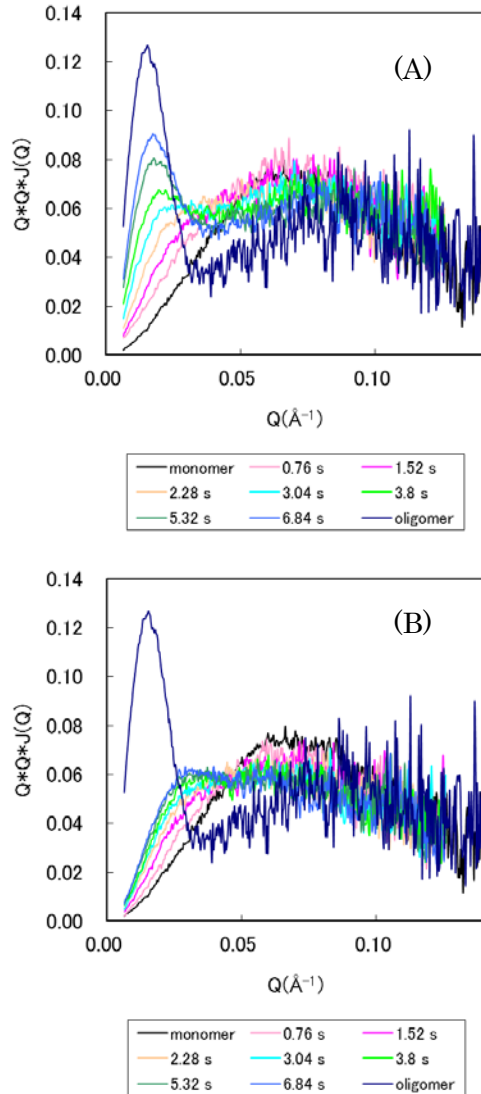 0.14
(A)
0.12
0.10
0.08
0.06
0.04
0.02
0.00
Q*Q*J(Q)
0.00 0.05 0.10
Q(Å⁻¹)
monomer 0.76 s 1.52 s
2.28 s 3.04 s 3.8 s
5.32 s 6.84 s oligomer
0.14
(B)
0.12
0.10
0.08
0.06
0.04
0.02
0.00
Q*Q*J(Q)
0.00 0.05 0.10
Q(Å⁻¹)
monomer 0.76 s 1.52 s
2.28 s 3.04 s 3.8 s
5.32 s 6.84 s oligomer